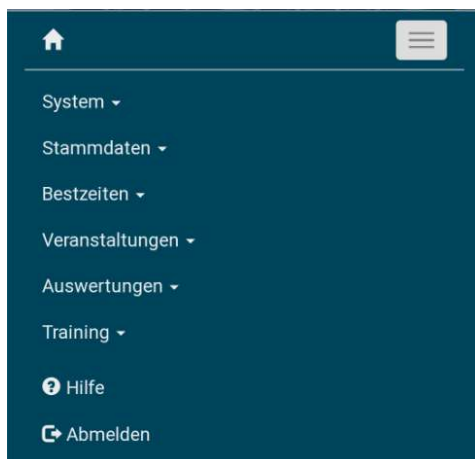 System
Stammdaten
Bestzeiten
Veranstaltungen
Auswertungen
Training
Hilfe
Abmelden